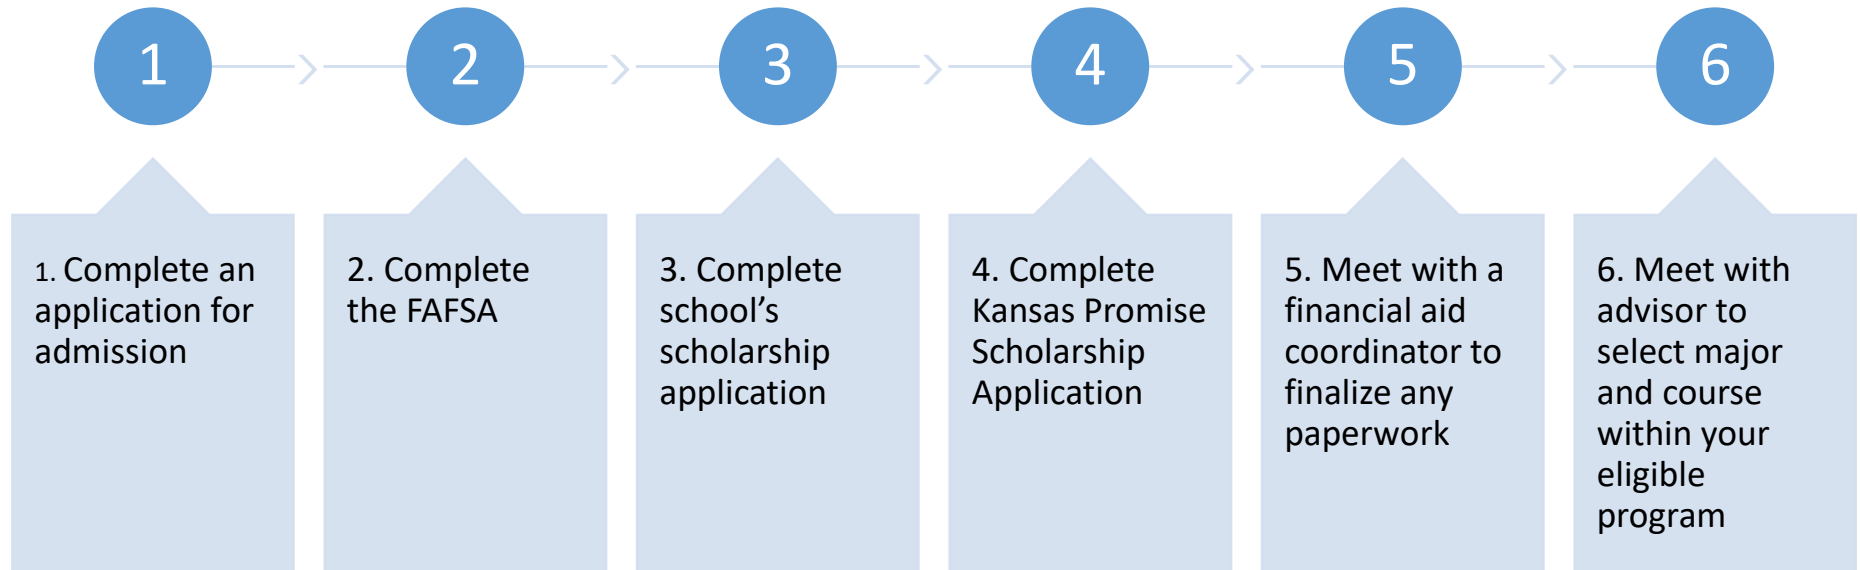 1
2
3
4
5
6
1. Complete an
application for
admission
2. Complete
the FAFSA
3. Complete
school’s
scholarship
application
4. Complete
Kansas Promise
Scholarship
Application
5. Meet with a
financial aid
coordinator to
finalize any
paperwork
6. Meet with
advisor to
select major
and course
within your
eligible
program